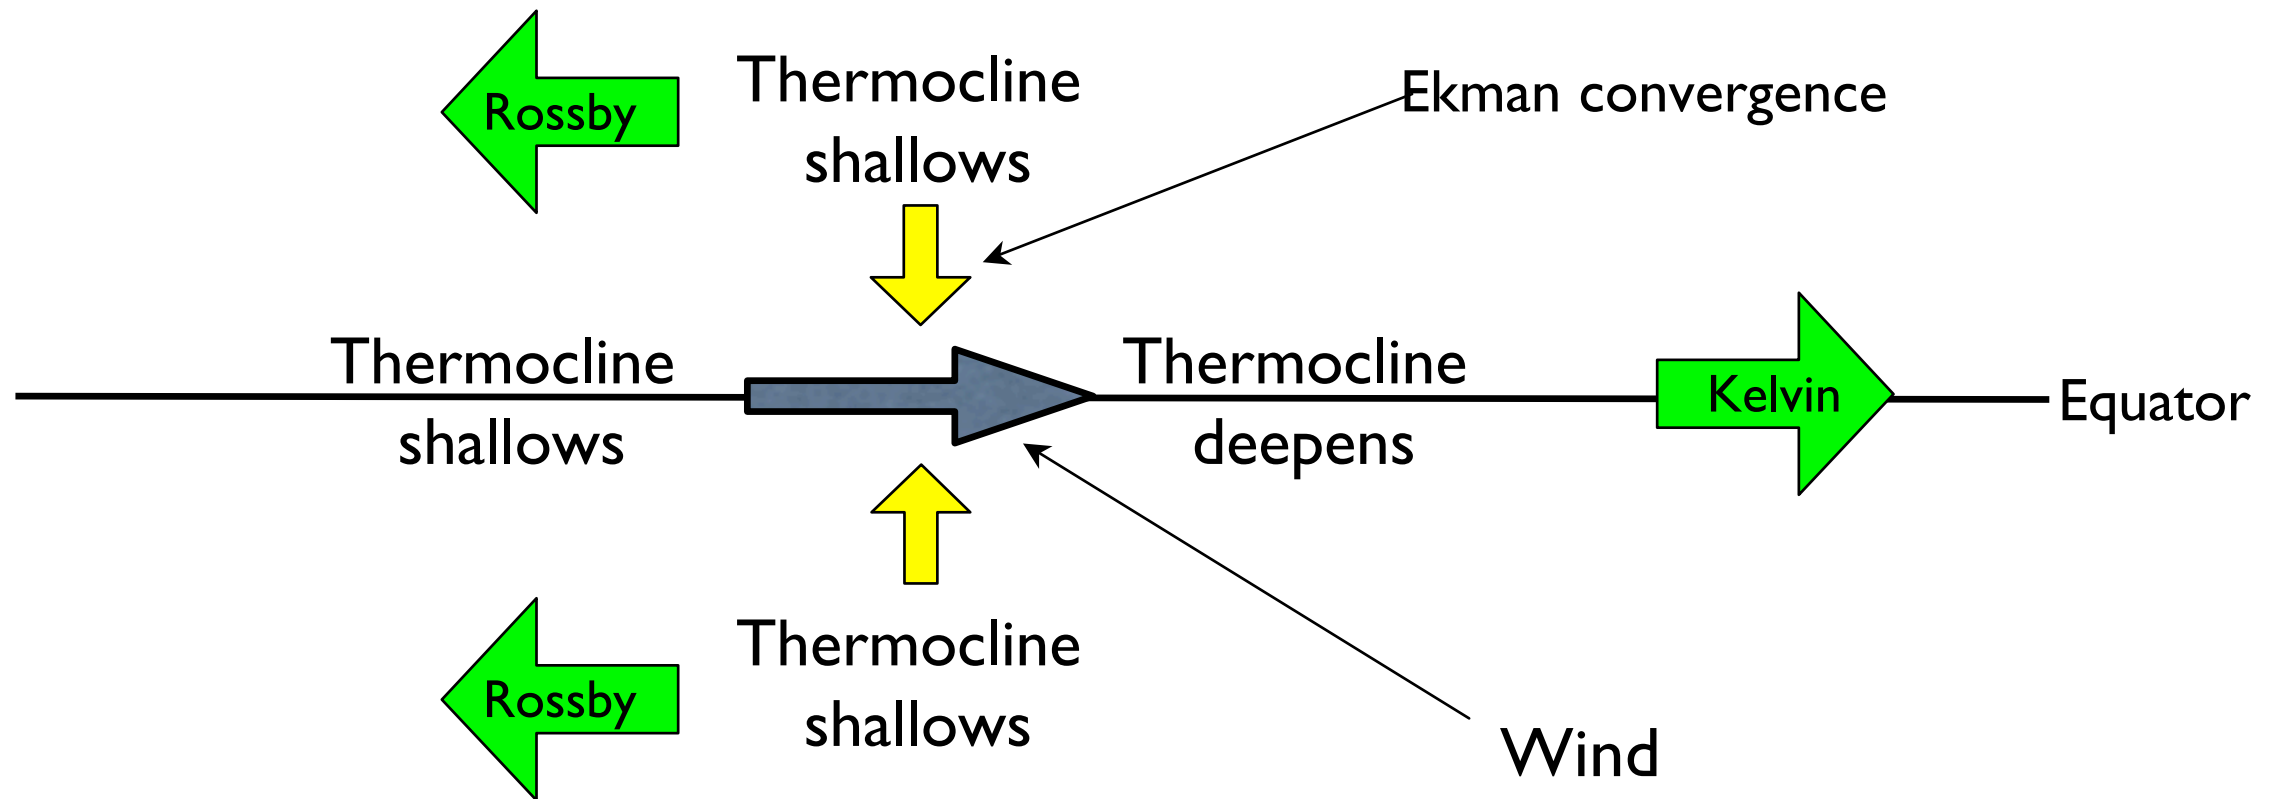 Rossby
Thermocline
shallows
Ekman convergence
Thermocline
shallows
Thermocline
deepens
Kelvin
Equator
Rossby
Thermocline
shallows
Wind